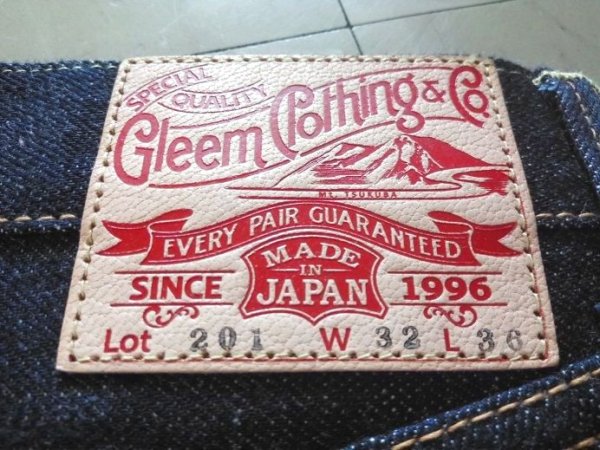 SPECIAL
QUALITY
Gleem Clothing & Co.
MT. TSUKUBA
EVERY PAIR GUARANTEED
MADE
IN
SINCE JAPAN 1996
Lot 201 W 32 L 36